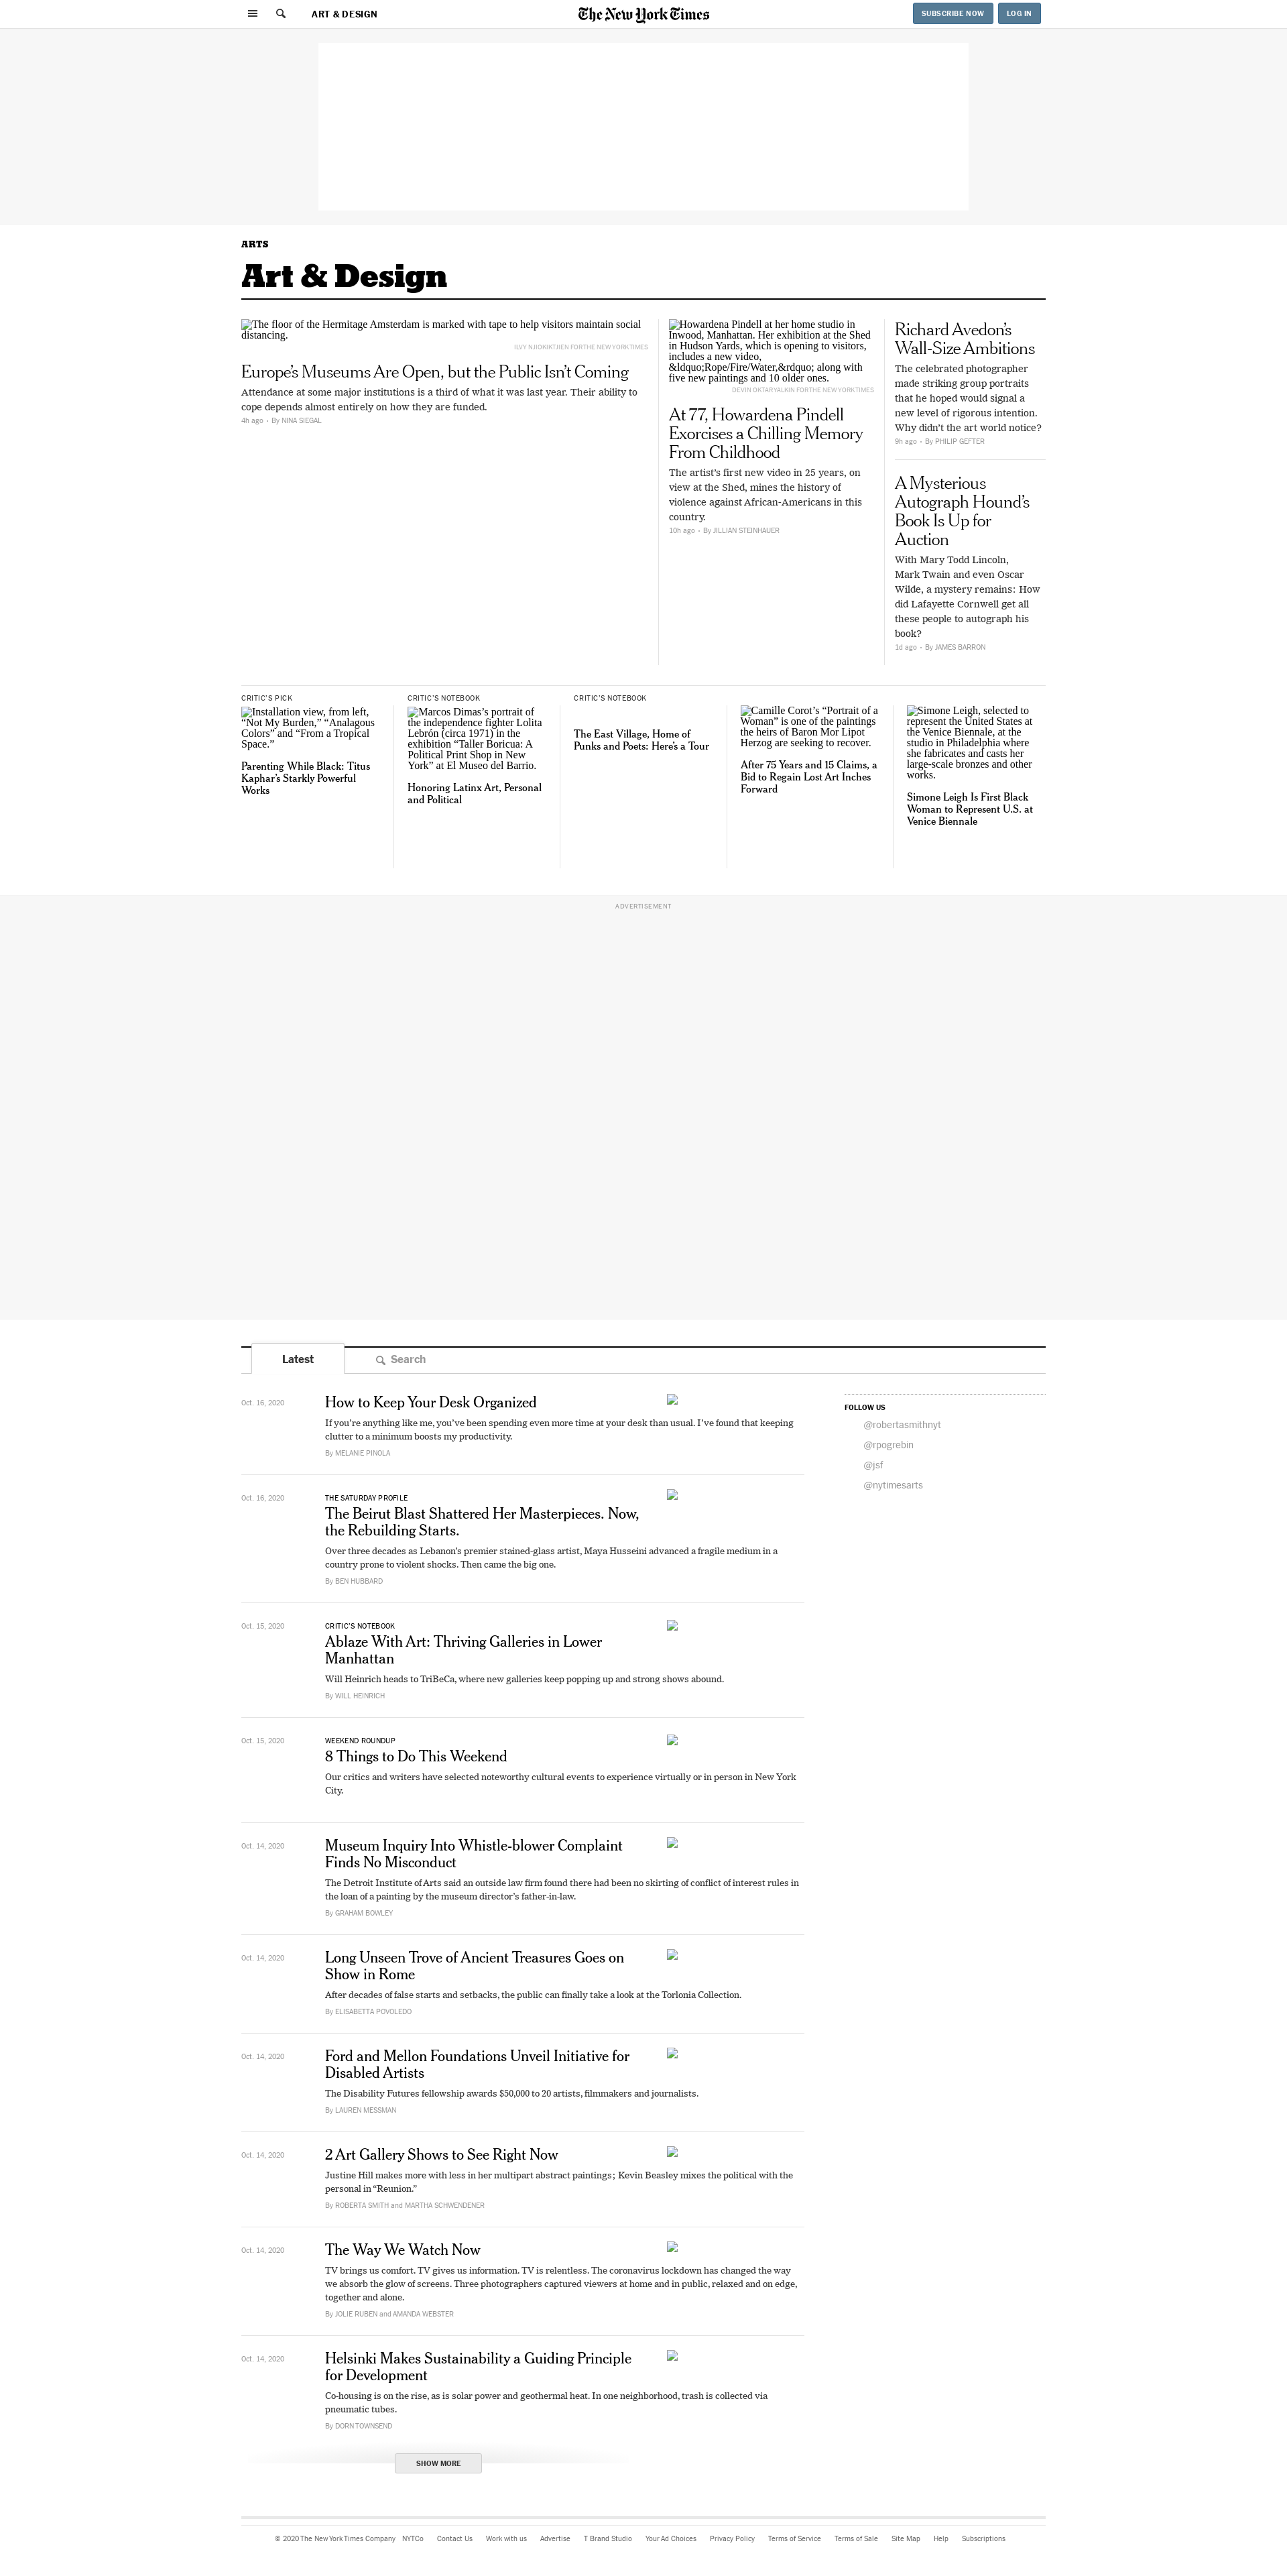 ART & DESIGN
The New York Times
SUBSCRIBE NOW
LOG IN
ARTS
Art & Design
The floor of the Hermitage Amsterdam is marked with tape to help visitors maintain social
distancing.
ILVY NJIOKIKTJIEN FOR THE NEW YORK TIMES
Europe’s Museums Are Open, but the Public Isn’t Coming
Attendance at some major institutions is a third of what it was last year. Their ability to
cope depends almost entirely on how they are funded.
4h ago - By NINA SIEGAL
Howardena Pindell at her home studio in
Inwood, Manhattan. Her exhibition at the Shed
in Hudson Yards, which is opening to visitors,
includes a new video,
&ldquo;Rope/Fire/Water,&rdquo; along with
five new paintings and 10 older ones.
DEVIN OKTAR YALKIN FOR THE NEW YORK TIMES
At 77, Howardena Pindell
Exorcises a Chilling Memory
From Childhood
The artist’s first new video in 25 years, on
view at the Shed, mines the history of
violence against African-Americans in this
country.
10h ago - By JILLIAN STEINHAUER
Richard Avedon’s
Wall-Size Ambitions
The celebrated photographer
made striking group portraits
that he hoped would signal a
new level of rigorous intention.
Why didn’t the art world notice?
9h ago - By PHILIP GEFTER
A Mysterious
Autograph Hound’s
Book Is Up for
Auction
With Mary Todd Lincoln,
Mark Twain and even Oscar
Wilde, a mystery remains: How
did Lafayette Cornwell get all
these people to autograph his
book?
1d ago - By JAMES BARRON
CRITIC’S PICK
Installation view, from left,
“Not My Burden,” “Analagous
Colors” and “From a Tropical
Space.”
Parenting While Black: Titus
Kaphar’s Starkly Powerful
Works
CRITIC’S NOTEBOOK
Marcos Dimas’s portrait of
the independence fighter Lolita
Lebrón (circa 1971) in the
exhibition “Taller Boricua: A
Political Print Shop in New
York” at El Museo del Barrio.
Honoring Latinx Art, Personal
and Political
CRITIC’S NOTEBOOK
The East Village, Home of
Punks and Poets: Here’s a Tour
Camille Corot’s “Portrait of a
Woman” is one of the paintings
the heirs of Baron Mor Lipot
Herzog are seeking to recover.
After 75 Years and 15 Claims, a
Bid to Regain Lost Art Inches
Forward
Simone Leigh, selected to
represent the United States at
the Venice Biennale, at the
studio in Philadelphia where
she fabricates and casts her
large-scale bronzes and other
works.
Simone Leigh Is First Black
Woman to Represent U.S. at
Venice Biennale
ADVERTISEMENT
Latest
Search
Oct. 16, 2020
How to Keep Your Desk Organized
If you’re anything like me, you’ve been spending even more time at your desk than usual. I’ve found that keeping
clutter to a minimum boosts my productivity.
By MELANIE PINOLA
Oct. 16, 2020
THE SATURDAY PROFILE
The Beirut Blast Shattered Her Masterpieces. Now,
the Rebuilding Starts.
Over three decades as Lebanon’s premier stained-glass artist, Maya Husseini advanced a fragile medium in a
country prone to violent shocks. Then came the big one.
By BEN HUBBARD
Oct. 15, 2020
CRITIC’S NOTEBOOK
Ablaze With Art: Thriving Galleries in Lower
Manhattan
Will Heinrich heads to TriBeCa, where new galleries keep popping up and strong shows abound.
By WILL HEINRICH
Oct. 15, 2020
WEEKEND ROUNDUP
8 Things to Do This Weekend
Our critics and writers have selected noteworthy cultural events to experience virtually or in person in New York
City.
Oct. 14, 2020
Museum Inquiry Into Whistle-blower Complaint
Finds No Misconduct
The Detroit Institute of Arts said an outside law firm found there had been no skirting of conflict of interest rules in
the loan of a painting by the museum director’s father-in-law.
By GRAHAM BOWLEY
Oct. 14, 2020
Long Unseen Trove of Ancient Treasures Goes on
Show in Rome
After decades of false starts and setbacks, the public can finally take a look at the Torlonia Collection.
By ELISABETTA POVOLEDO
Oct. 14, 2020
Ford and Mellon Foundations Unveil Initiative for
Disabled Artists
The Disability Futures fellowship awards $50,000 to 20 artists, filmmakers and journalists.
By LAUREN MESSMAN
Oct. 14, 2020
2 Art Gallery Shows to See Right Now
Justine Hill makes more with less in her multipart abstract paintings; Kevin Beasley mixes the political with the
personal in “Reunion.”
By ROBERTA SMITH and MARTHA SCHWENDENER
Oct. 14, 2020
The Way We Watch Now
TV brings us comfort. TV gives us information. TV is relentless. The coronavirus lockdown has changed the way
we absorb the glow of screens. Three photographers captured viewers at home and in public, relaxed and on edge,
together and alone.
By JOLIE RUBEN and AMANDA WEBSTER
Oct. 14, 2020
Helsinki Makes Sustainability a Guiding Principle
for Development
Co-housing is on the rise, as is solar power and geothermal heat. In one neighborhood, trash is collected via
pneumatic tubes.
By DORN TOWNSEND
SHOW MORE
FOLLOW US
@robertasmithnyt
@rpogrebin
@jsf
@nytimesarts
© 2020 The New York Times Company NYTCo Contact Us Work with us Advertise T Brand Studio Your Ad Choices Privacy Policy Terms of Service Terms of Sale Site Map Help Subscriptions